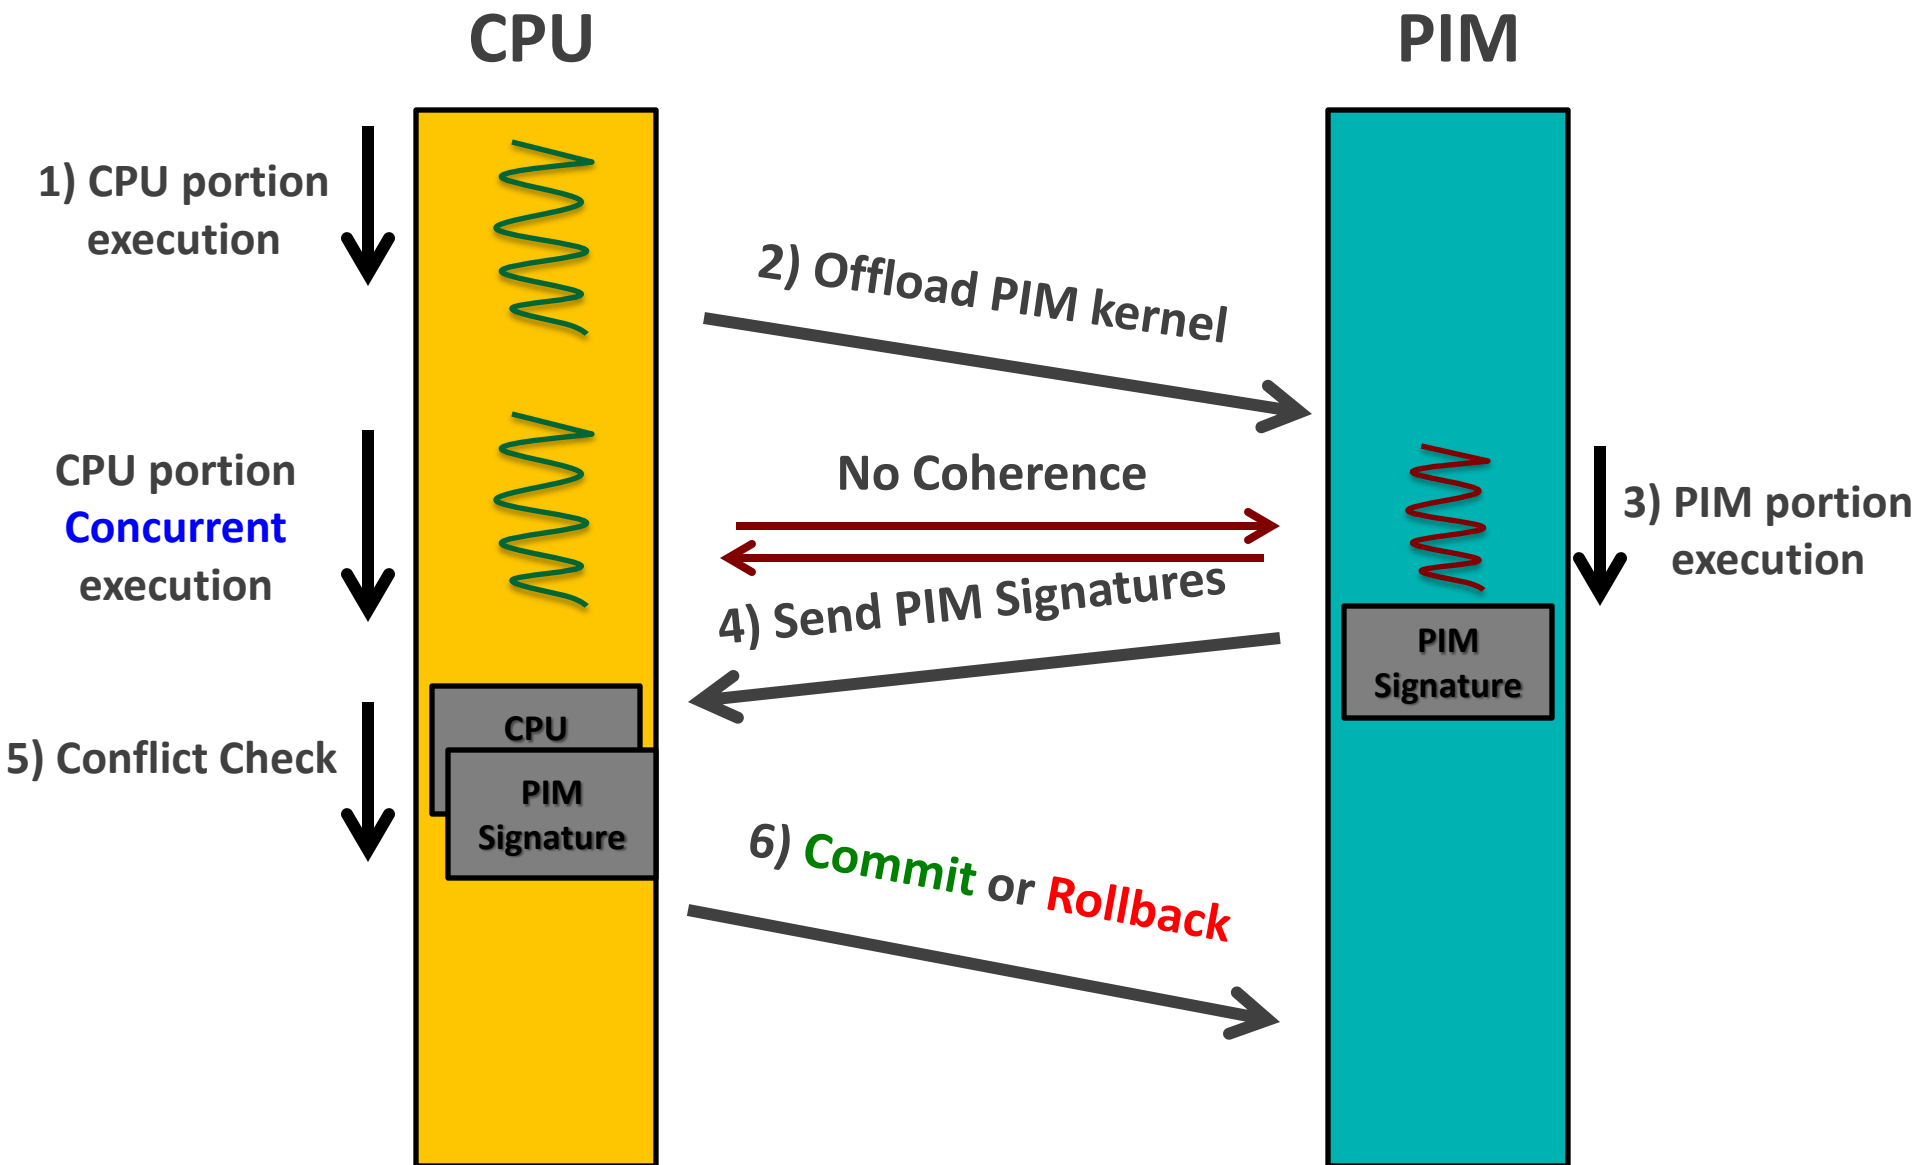 CPU
PIM
1) CPU portion
execution
2) Offload PIM kernel
CPU portion
Concurrent
execution
No Coherence
3) PIM portion
execution
4) Send PIM Signatures
PIM
Signature
5) Conflict Check
CPU
PIM
Signature
6) Commit or Rollback